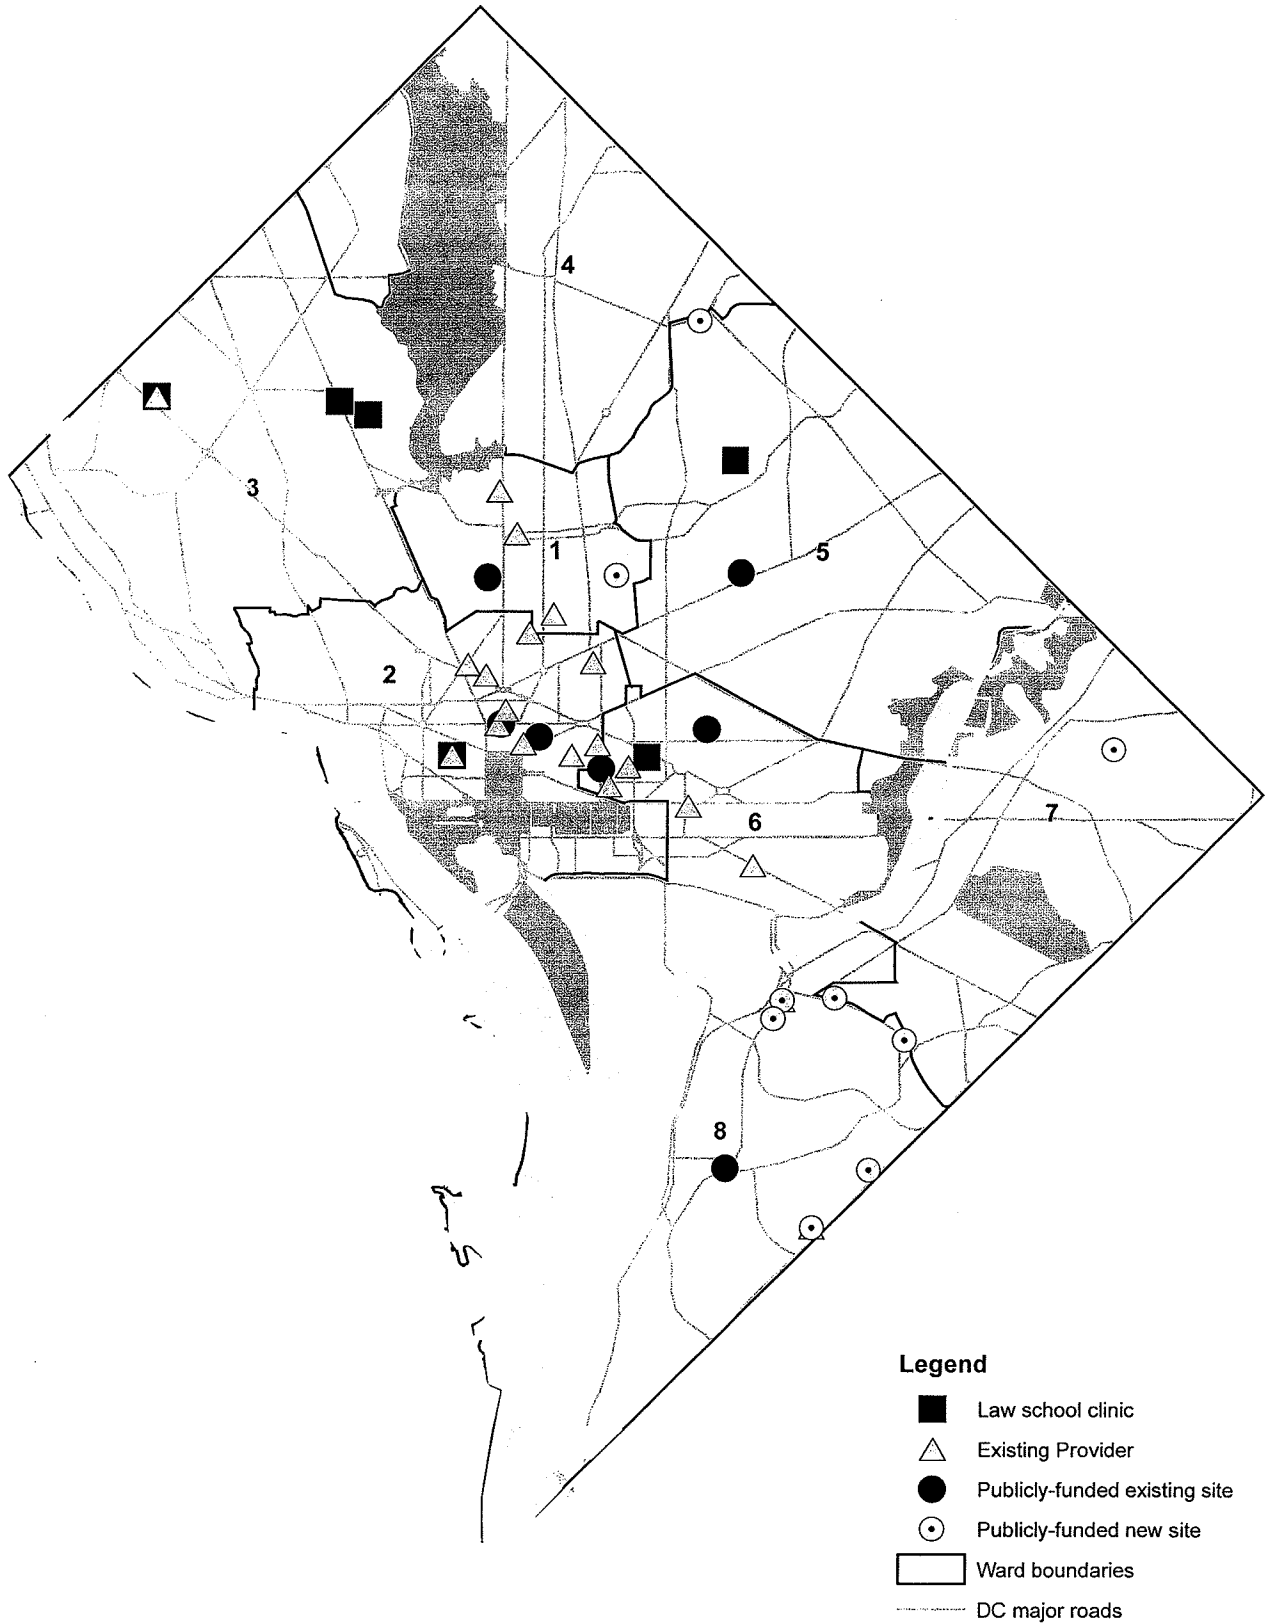 4
3
1
5
2
7
6
8
Legend
Law school clinic
Existing Provider
Publicly-funded existing site
Publicly-funded new site
Ward boundaries
DC major roads